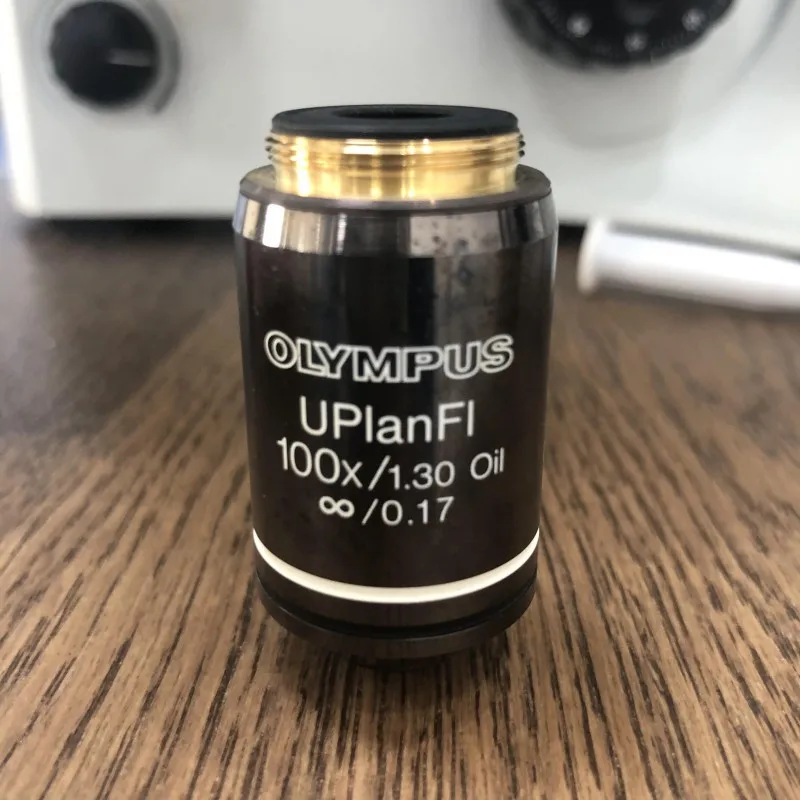 OLYMPUS
UPlanFl
100x/1.30 Oil
∞/0.17